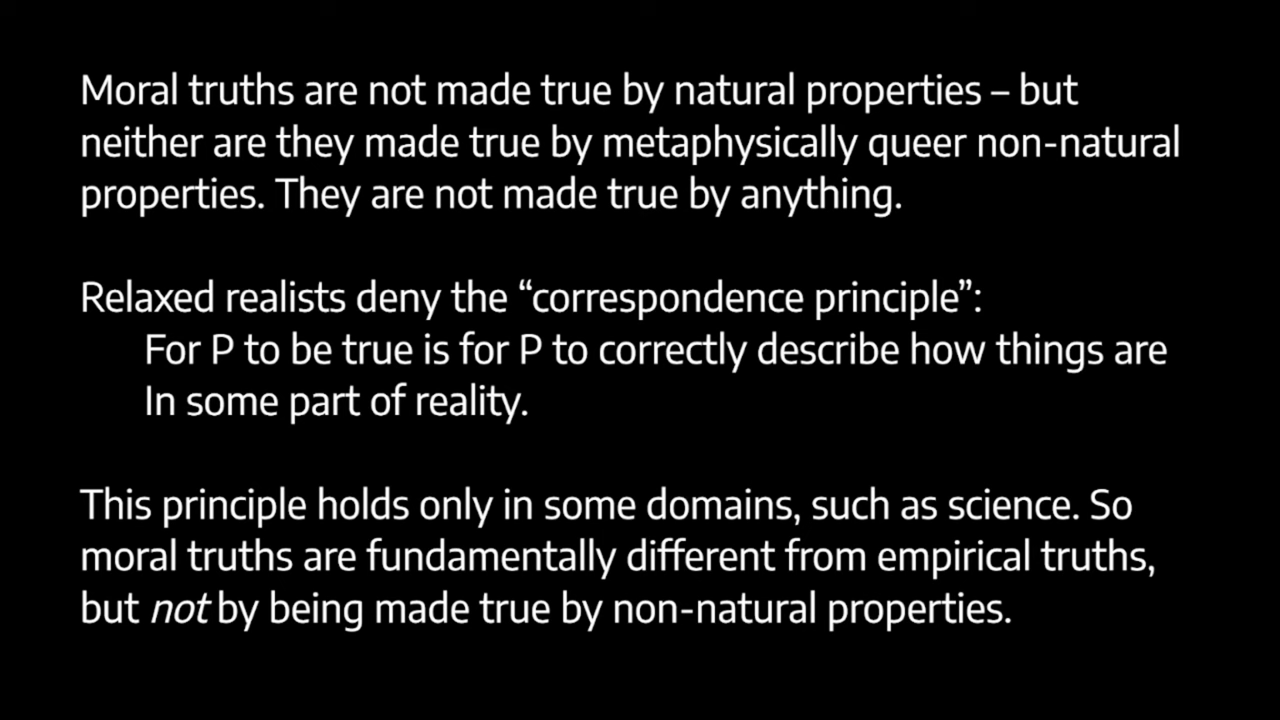 Moral truths are not made true by natural properties – but
neither are they made true by metaphysically queer non-natural
properties. They are not made true by anything.
Relaxed realists deny the “correspondence principle”:
For P to be true is for P to correctly describe how things are
In some part of reality.
This principle holds only in some domains, such as science. So
moral truths are fundamentally different from empirical truths,
but not by being made true by non-natural properties.